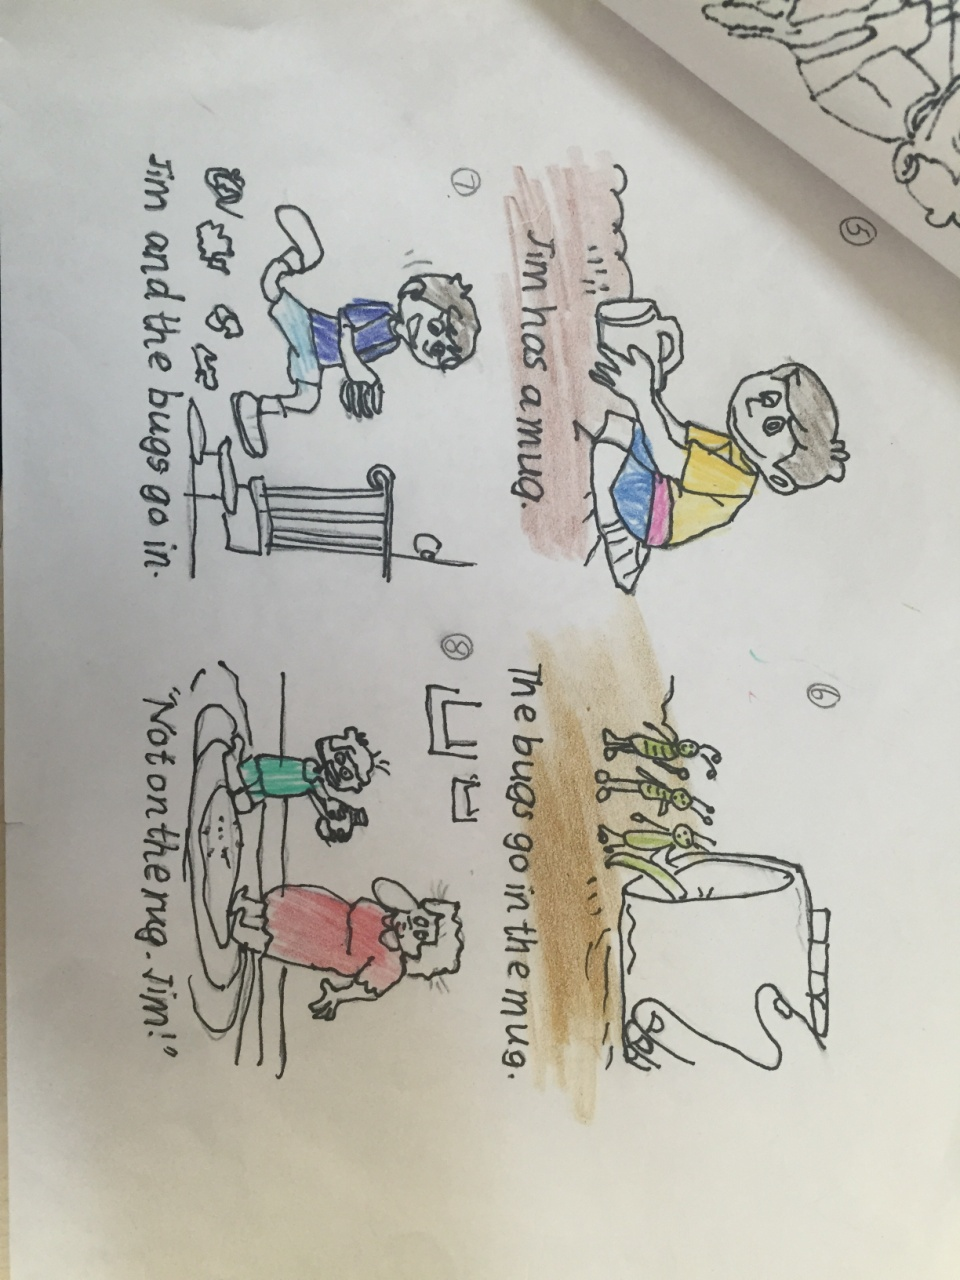 ⑤
Jim has a mug.
⑥
The bugs go in the mug.
⑦
Jim and the bugs go in.
⑧
"Not on the rug. Jim!"